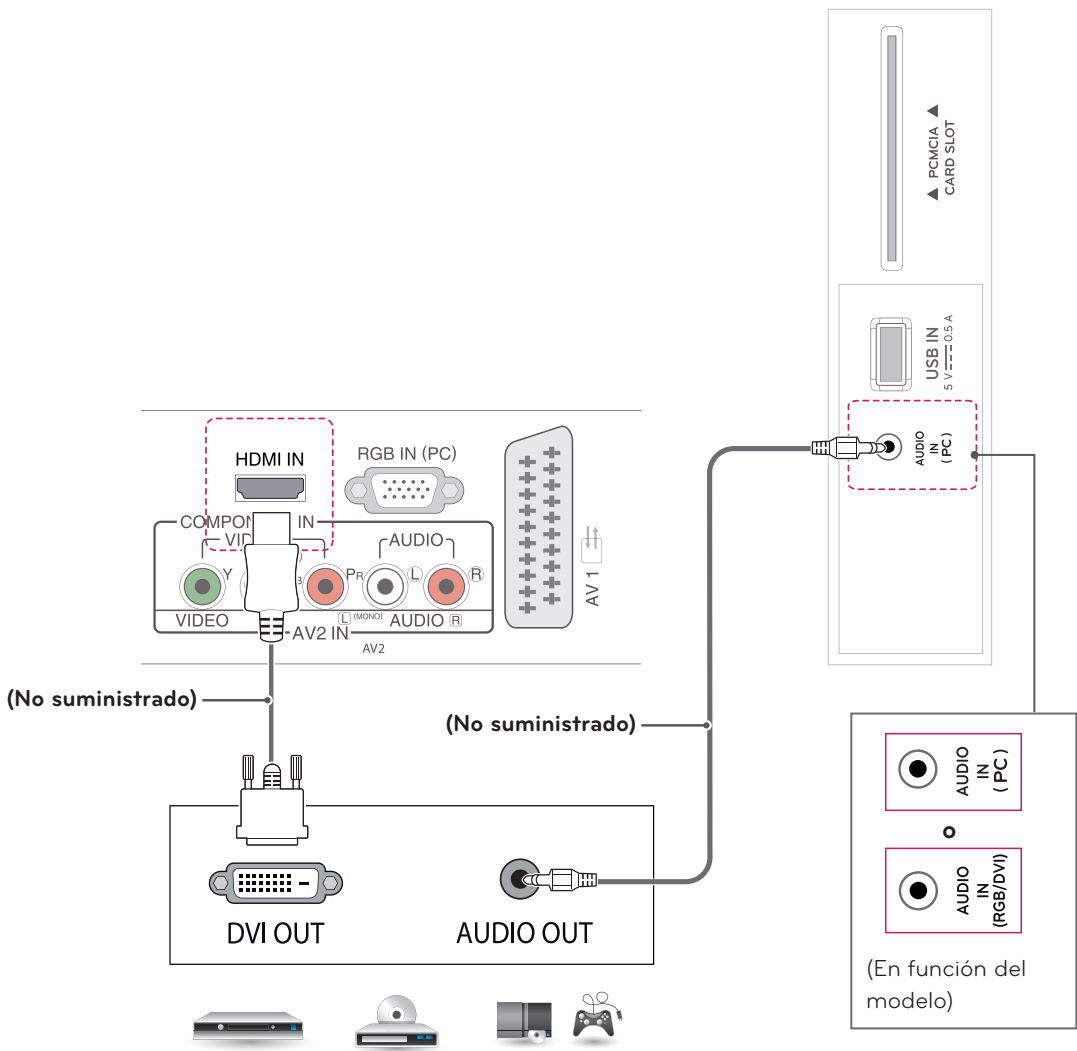 ▲ PCMCIA ▲
CARD SLOT
USB IN
5 V 0.5 A
AUDIO
IN
( PC )
HDMI IN
RGB IN (PC)
COMPON IN
VID
AUDIO
Y
B
PR
L
R
VIDEO
L (MONO) AUDIO R
AV2 IN
AV2
AV 1
(No suministrado)
(No suministrado)
DVI OUT
AUDIO OUT
AUDIO
IN
( PC )
o
AUDIO
IN
(RGB/DVI)
(En función del
modelo)